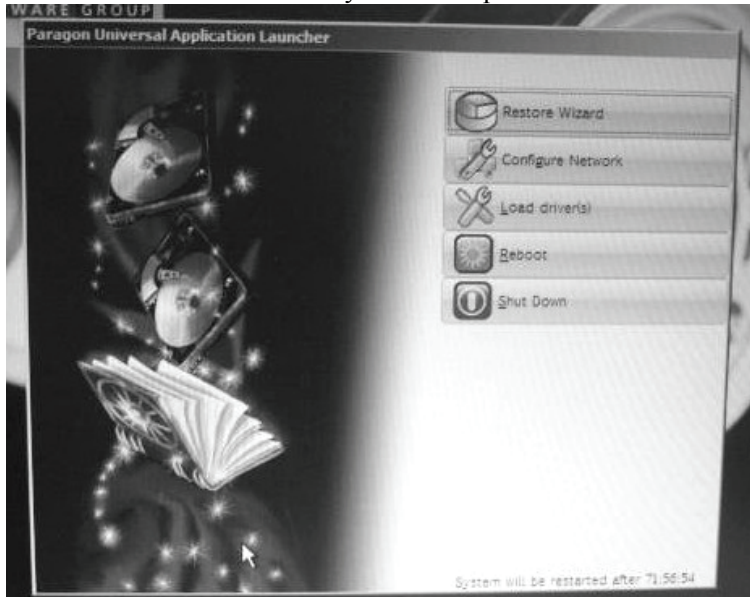 WARE GROUP
Paragon Universal Application Launcher
Restore Wizard
Configure Network
Load driver(s)
Reboot
Shut Down
System will be restarted after 71:56:54